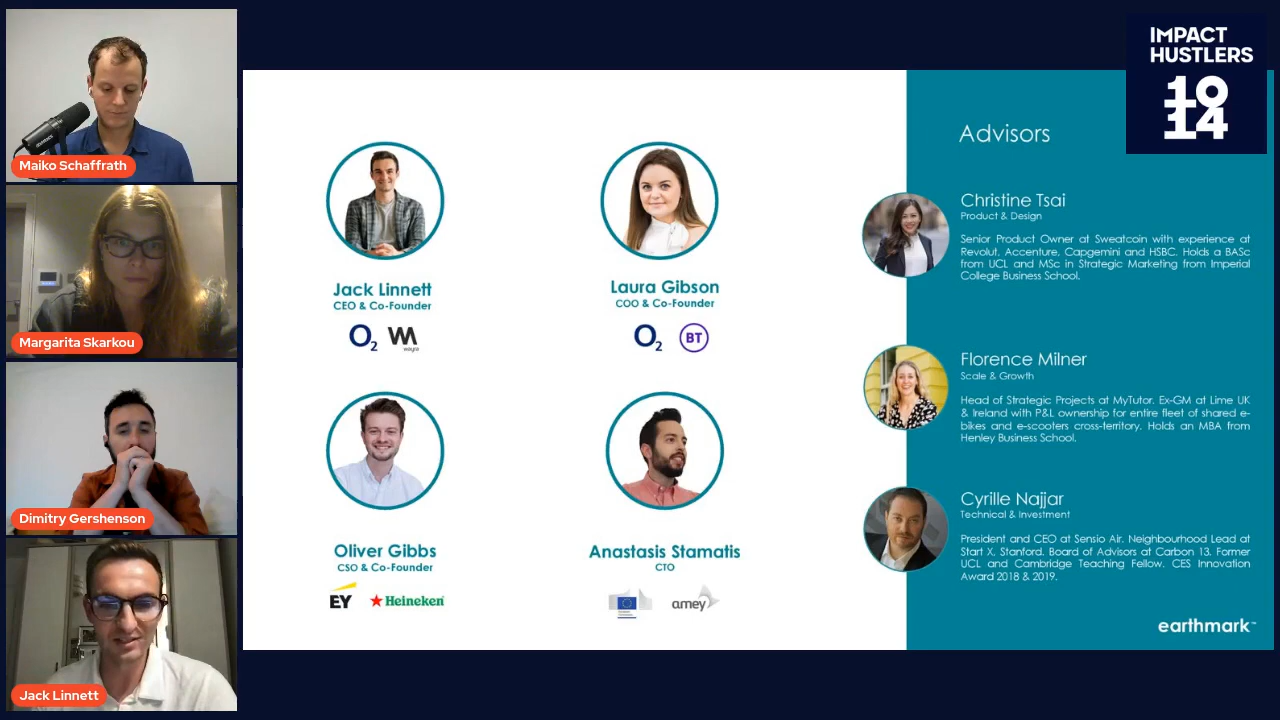 Maiko Schaffrath
Margarita Skarkou
Dimitry Gershenson
Jack Linnett
IMPACT
HUSTLERS
19
14
Jack Linnett
CEO & Co-Founder
O2
wayra
Laura Gibson
COO & Co-Founder
O2
BT
Oliver Gibbs
CSO & Co-Founder
EY
Heineken
Anastasis Stamatis
CTO
amey
Advisors
Christine Tsai
Product & Design
Senior Product Owner at Sweatcoin with experience at
Revolut, Accenture, Capgemini and HSBC. Holds a BASc
from UCL and MSc in Strategic Marketing from Imperial
College Business School.
Florence Milner
Scale & Growth
Head of Strategic Projects at MyTutor. Ex-GM at Lime UK
& Ireland with P&L ownership for entire fleet of shared e-
bikes and e-scooters cross-territory. Holds an MBA from
Henley Business School.
Cyrille Najjar
Technical & Investment
President and CEO at Sensio Air. Neighbourhood Lead at
Start X, Stanford. Board of Advisors at Carbon 13. Former
UCL and Cambridge Teaching Fellow. CES Innovation
Award 2018 & 2019.
earthmark™